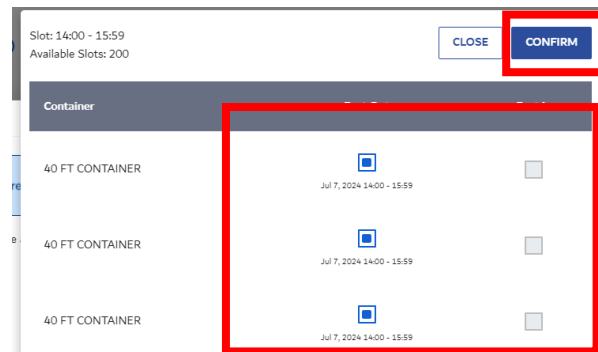 Slot: 14:00 - 15:59
Available Slots: 200
CLOSE
CONFIRM
Container
40 FT CONTAINER
Jul 7, 2024 14:00 - 15:59
40 FT CONTAINER
Jul 7, 2024 14:00 - 15:59
40 FT CONTAINER
Jul 7, 2024 14:00 - 15:59